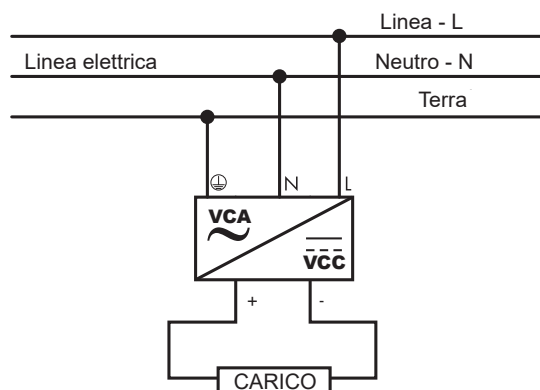 Linea - L
Linea elettrica
Neutro - N
Terra
N
L
VCA
VCC
+
-
CARICO